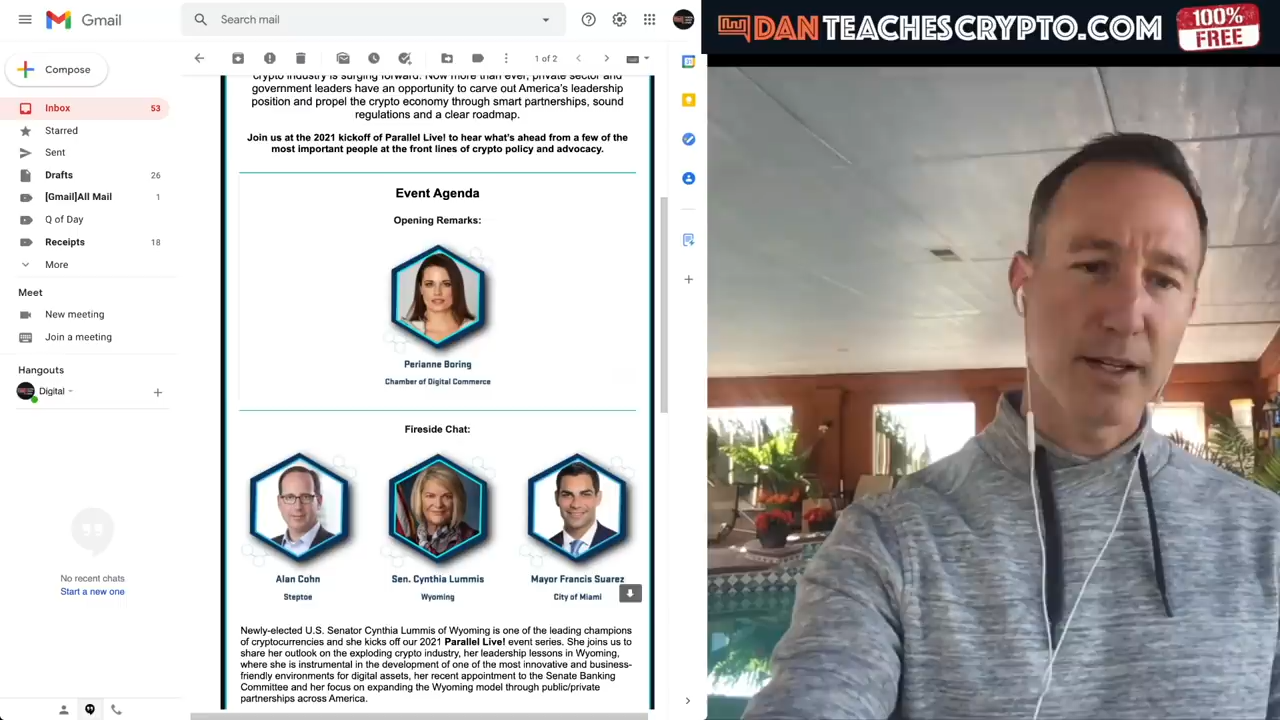 Gmail
Search mail
DANTEACHESCRYPTO.COM
100%
FREE
Compose
1 of 2
Inbox 53
Starred
Sent
Drafts 26
[Gmail]All Mail 1
Q of Day
Receipts 18
More
Meet
New meeting
Join a meeting
Hangouts
Digital
No recent chats
Start a new one
crypto industry is surging forward. Now more than ever, private sector and
government leaders have an opportunity to carve out America's leadership
position and propel the crypto economy through smart partnerships, sound
regulations and a clear roadmap.
Join us at the 2021 kickoff of Parallel Live! to hear what's ahead from a few of the
most important people at the front lines of crypto policy and advocacy.
Event Agenda
Opening Remarks:
Perianne Boring
Chamber of Digital Commerce
Fireside Chat:
Alan Cohn
Steptoe
Sen. Cynthia Lummis
Wyoming
Mayor Francis Suarez
City of Miami
Newly-elected U.S. Senator Cynthia Lummis of Wyoming is one of the leading champions
of cryptocurrencies and she kicks off our 2021 Parallel Live! event series. She joins us to
share her outlook on the exploding crypto industry, her leadership lessons in Wyoming,
where she is instrumental in the development of one of the most innovative and business-
friendly environments for digital assets, her recent appointment to the Senate Banking
Committee and her focus on expanding the Wyoming model through public/private
partnerships across America.